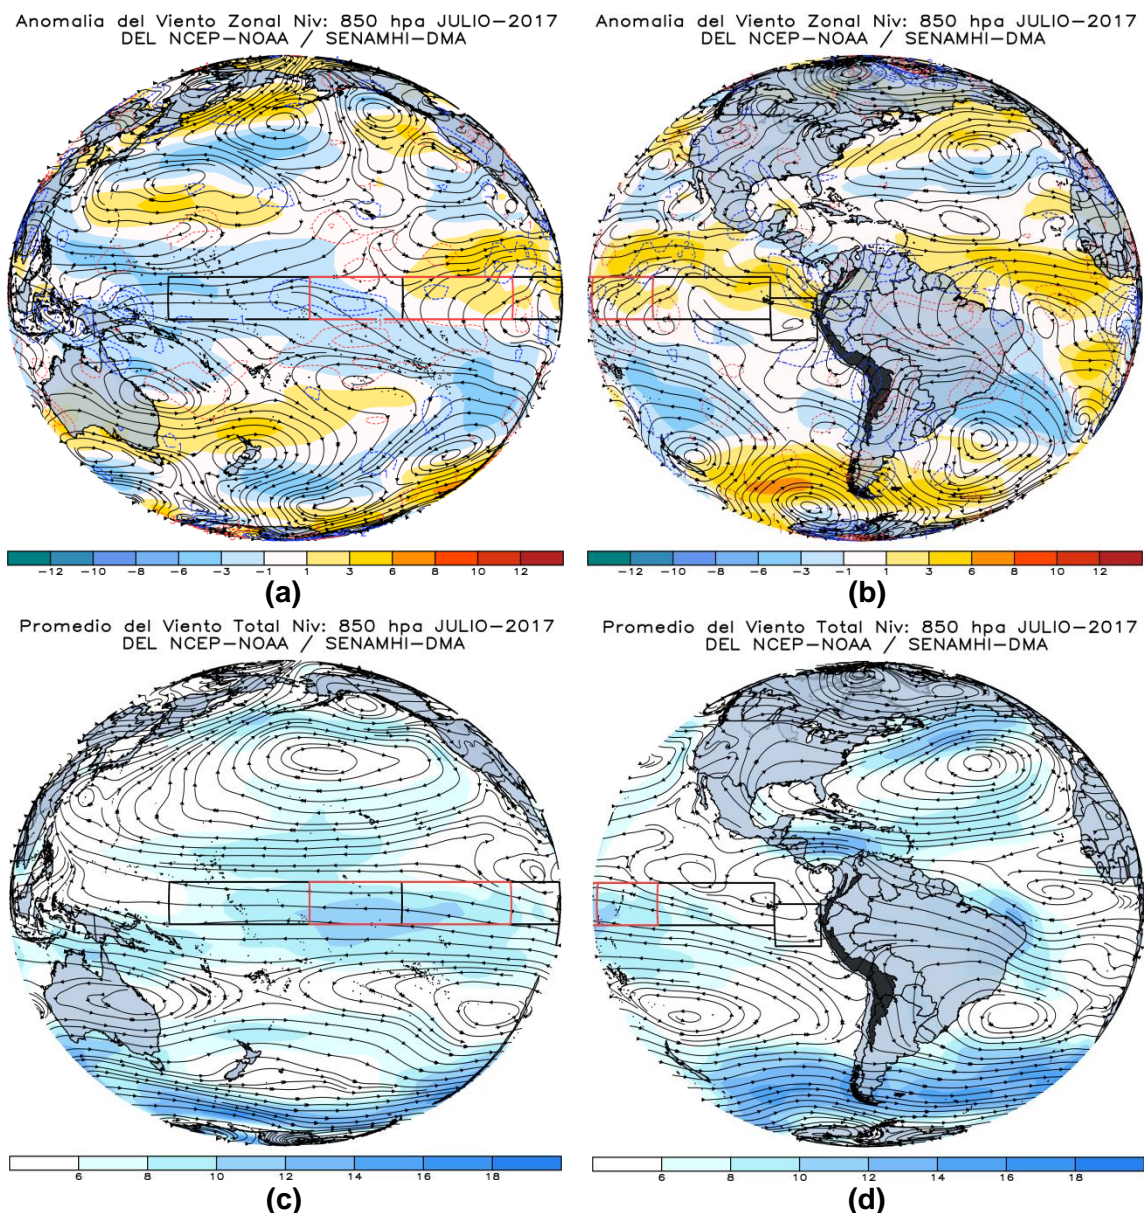 Anomalia del Viento Zonal Niv: 850 hpa JULIO-2017
DEL NCEP-NOAA / SENAMHI-DMA
Anomalia del Viento Zonal Niv: 850 hpa JULIO-2017
DEL NCEP-NOAA / SENAMHI-DMA
-12 -10 -8 -6 -3 -1 1 3 6 8 10 12
-12 -10 -8 -6 -3 -1 1 3 6 8 10 12
(a)
(b)
Promedio del Viento Total Niv: 850 hpa JULIO-2017
DEL NCEP-NOAA / SENAMHI-DMA
Promedio del Viento Total Niv: 850 hpa JULIO-2017
DEL NCEP-NOAA / SENAMHI-DMA
6 8 10 12 14 16 18
6 8 10 12 14 16 18
(c)
(d)